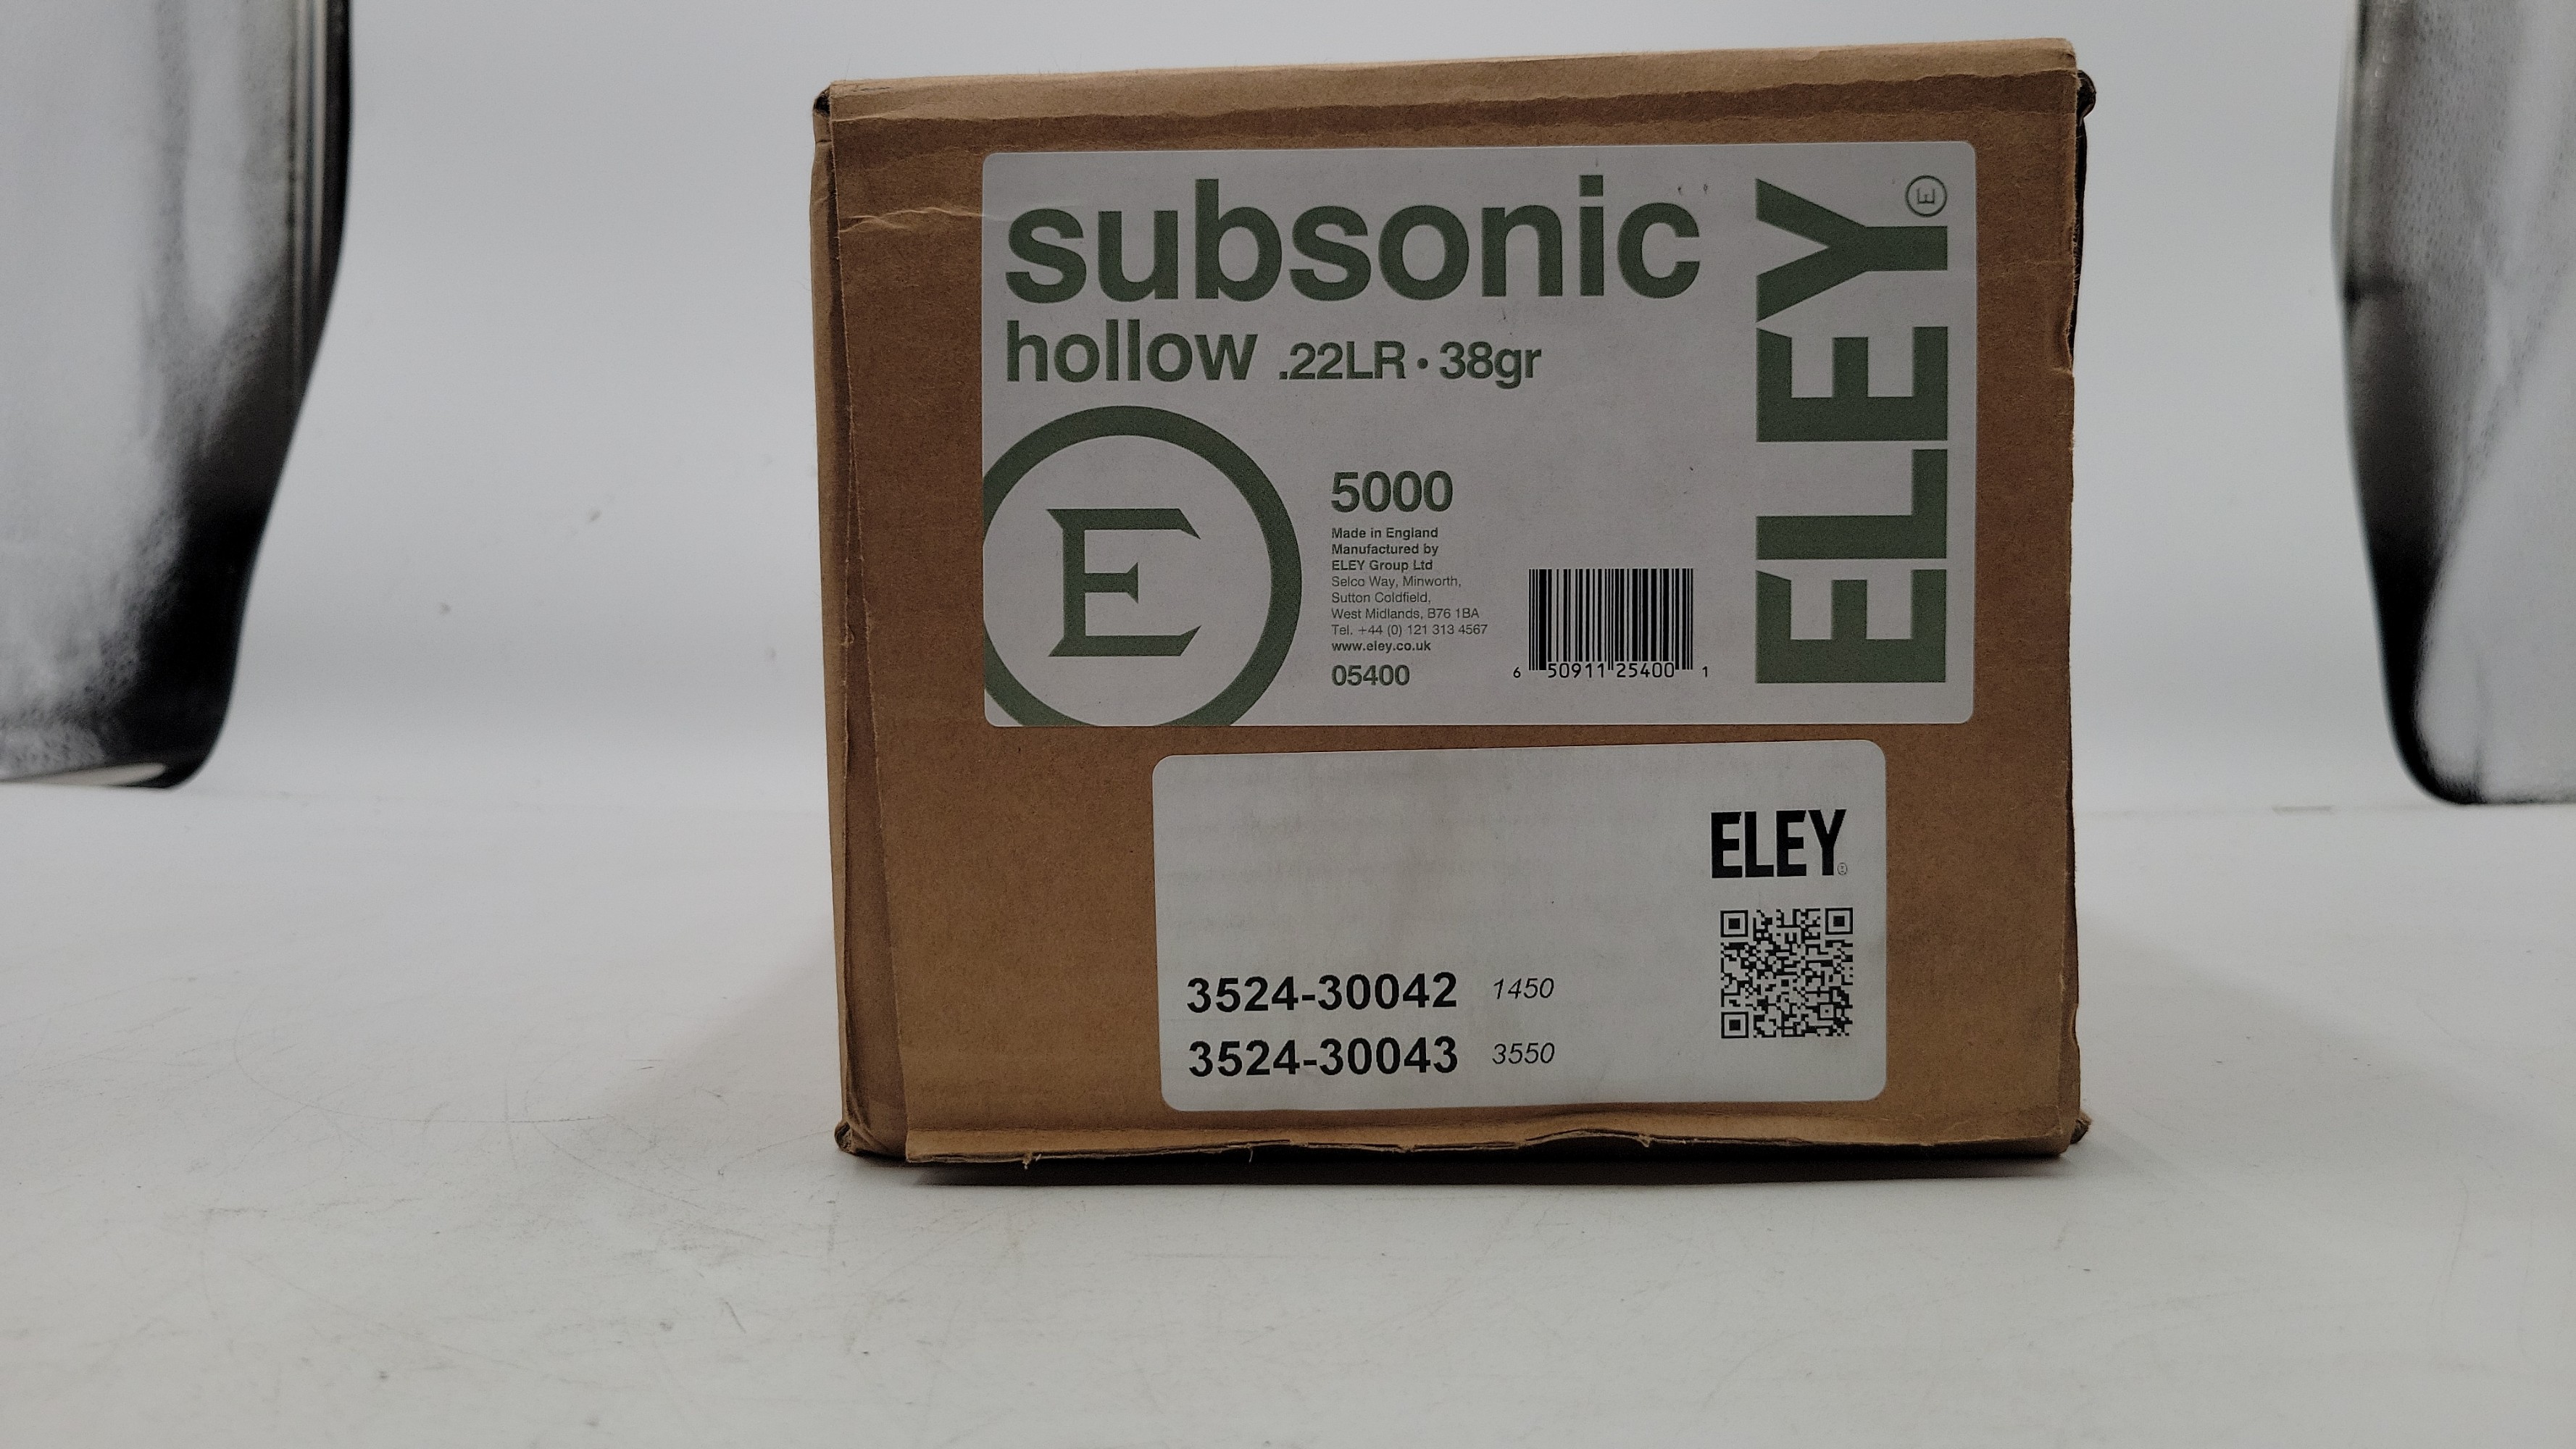 subsonic
hollow .22LR • 38gr
ELEY
E
E
5000
Made in England
Manufactured by
ELEY Group Ltd
Selco Way, Minworth,
Sutton Coldfield,
West Midlands, B76 1BA
Tel. +44 (0) 121 313 4567
www.eley.co.uk
05400
6 50911 25400 1
ELEY
3524-30042 1450
3524-30043 3550